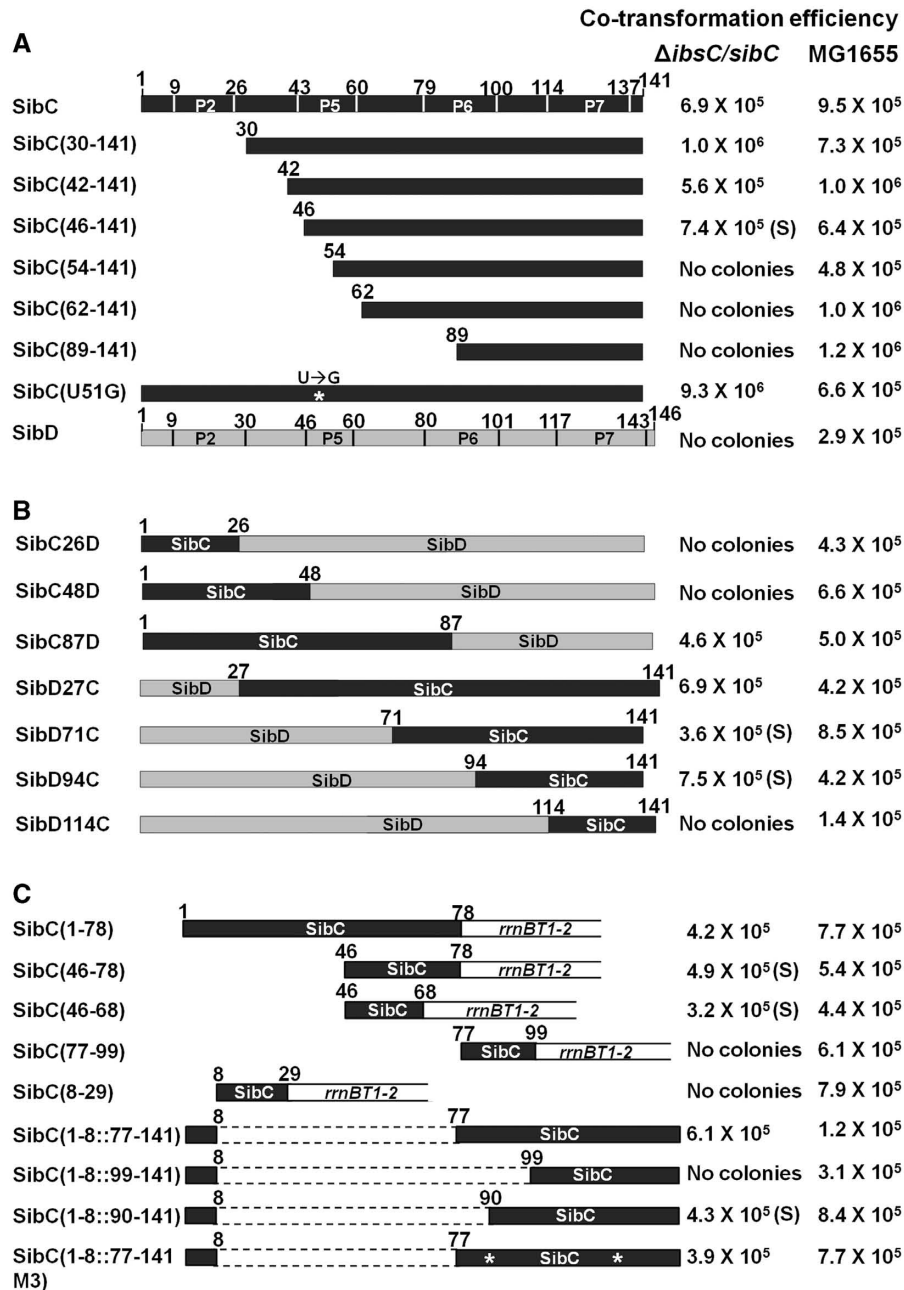 Co-transformation efficiency
A
ΔibsC/sibC MG1655
1 9 26 43 60 79 100 114 137 141
SibC P2 P5 P6 P7 6.9 X 10⁵ 9.5 X 10⁵
30
SibC(30-141) 1.0 X 10⁶ 7.3 X 10⁵
42
SibC(42-141) 5.6 X 10⁵ 1.0 X 10⁶
46
SibC(46-141) 7.4 X 10⁵ (S) 6.4 X 10⁵
54
SibC(54-141) No colonies 4.8 X 10⁵
62
SibC(62-141) No colonies 1.0 X 10⁶
89
SibC(89-141) No colonies 1.2 X 10⁶
U→G
SibC(U51G) * 9.3 X 10⁶ 6.6 X 10⁵
1 9 30 46 60 80 101 117 143 146
SibD P2 P5 P6 P7 No colonies 2.9 X 10⁵
B
1 26
SibC26D SibC SibD No colonies 4.3 X 10⁵
1 48
SibC48D SibC SibD No colonies 6.6 X 10⁵
1 87
SibC87D SibC SibD 4.6 X 10⁵ 5.0 X 10⁵
27 141
SibD27C SibD SibC 6.9 X 10⁵ 4.2 X 10⁵
71 141
SibD71C SibD SibC 3.6 X 10⁵ (S) 8.5 X 10⁵
94 141
SibD94C SibD SibC 7.5 X 10⁵ (S) 4.2 X 10⁵
114 141
SibD114C SibD SibC No colonies 1.4 X 10⁵
C
1 78
SibC(1-78) SibC rrnBT1-2 4.2 X 10⁵ 7.7 X 10⁵
46 78
SibC(46-78) SibC rrnBT1-2 4.9 X 10⁵ (S) 5.4 X 10⁵
46 68
SibC(46-68) SibC rrnBT1-2 3.2 X 10⁵ (S) 4.4 X 10⁵
77 99
SibC(77-99) SibC rrnBT1-2 No colonies 6.1 X 10⁵
8 29
SibC(8-29) SibC rrnBT1-2 No colonies 7.9 X 10⁵
8 77
SibC(1-8::77-141) SibC 6.1 X 10⁵ 1.2 X 10⁵
8 99
SibC(1-8::99-141) SibC No colonies 3.1 X 10⁵
8 90
SibC(1-8::90-141) SibC 4.3 X 10⁵ (S) 8.4 X 10⁵
8 77
SibC(1-8::77-141 * SibC * 3.9 X 10⁵ 7.7 X 10⁵
M3)